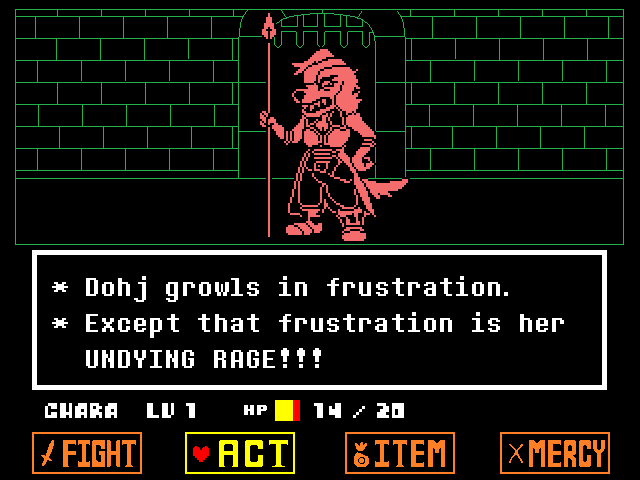 * Dohj growls in frustration.
* Except that frustration is her
UNDYING RAGE!!!
CHARA LV 1 HP 14 / 20
FIGHT ACT ITEM MERCY